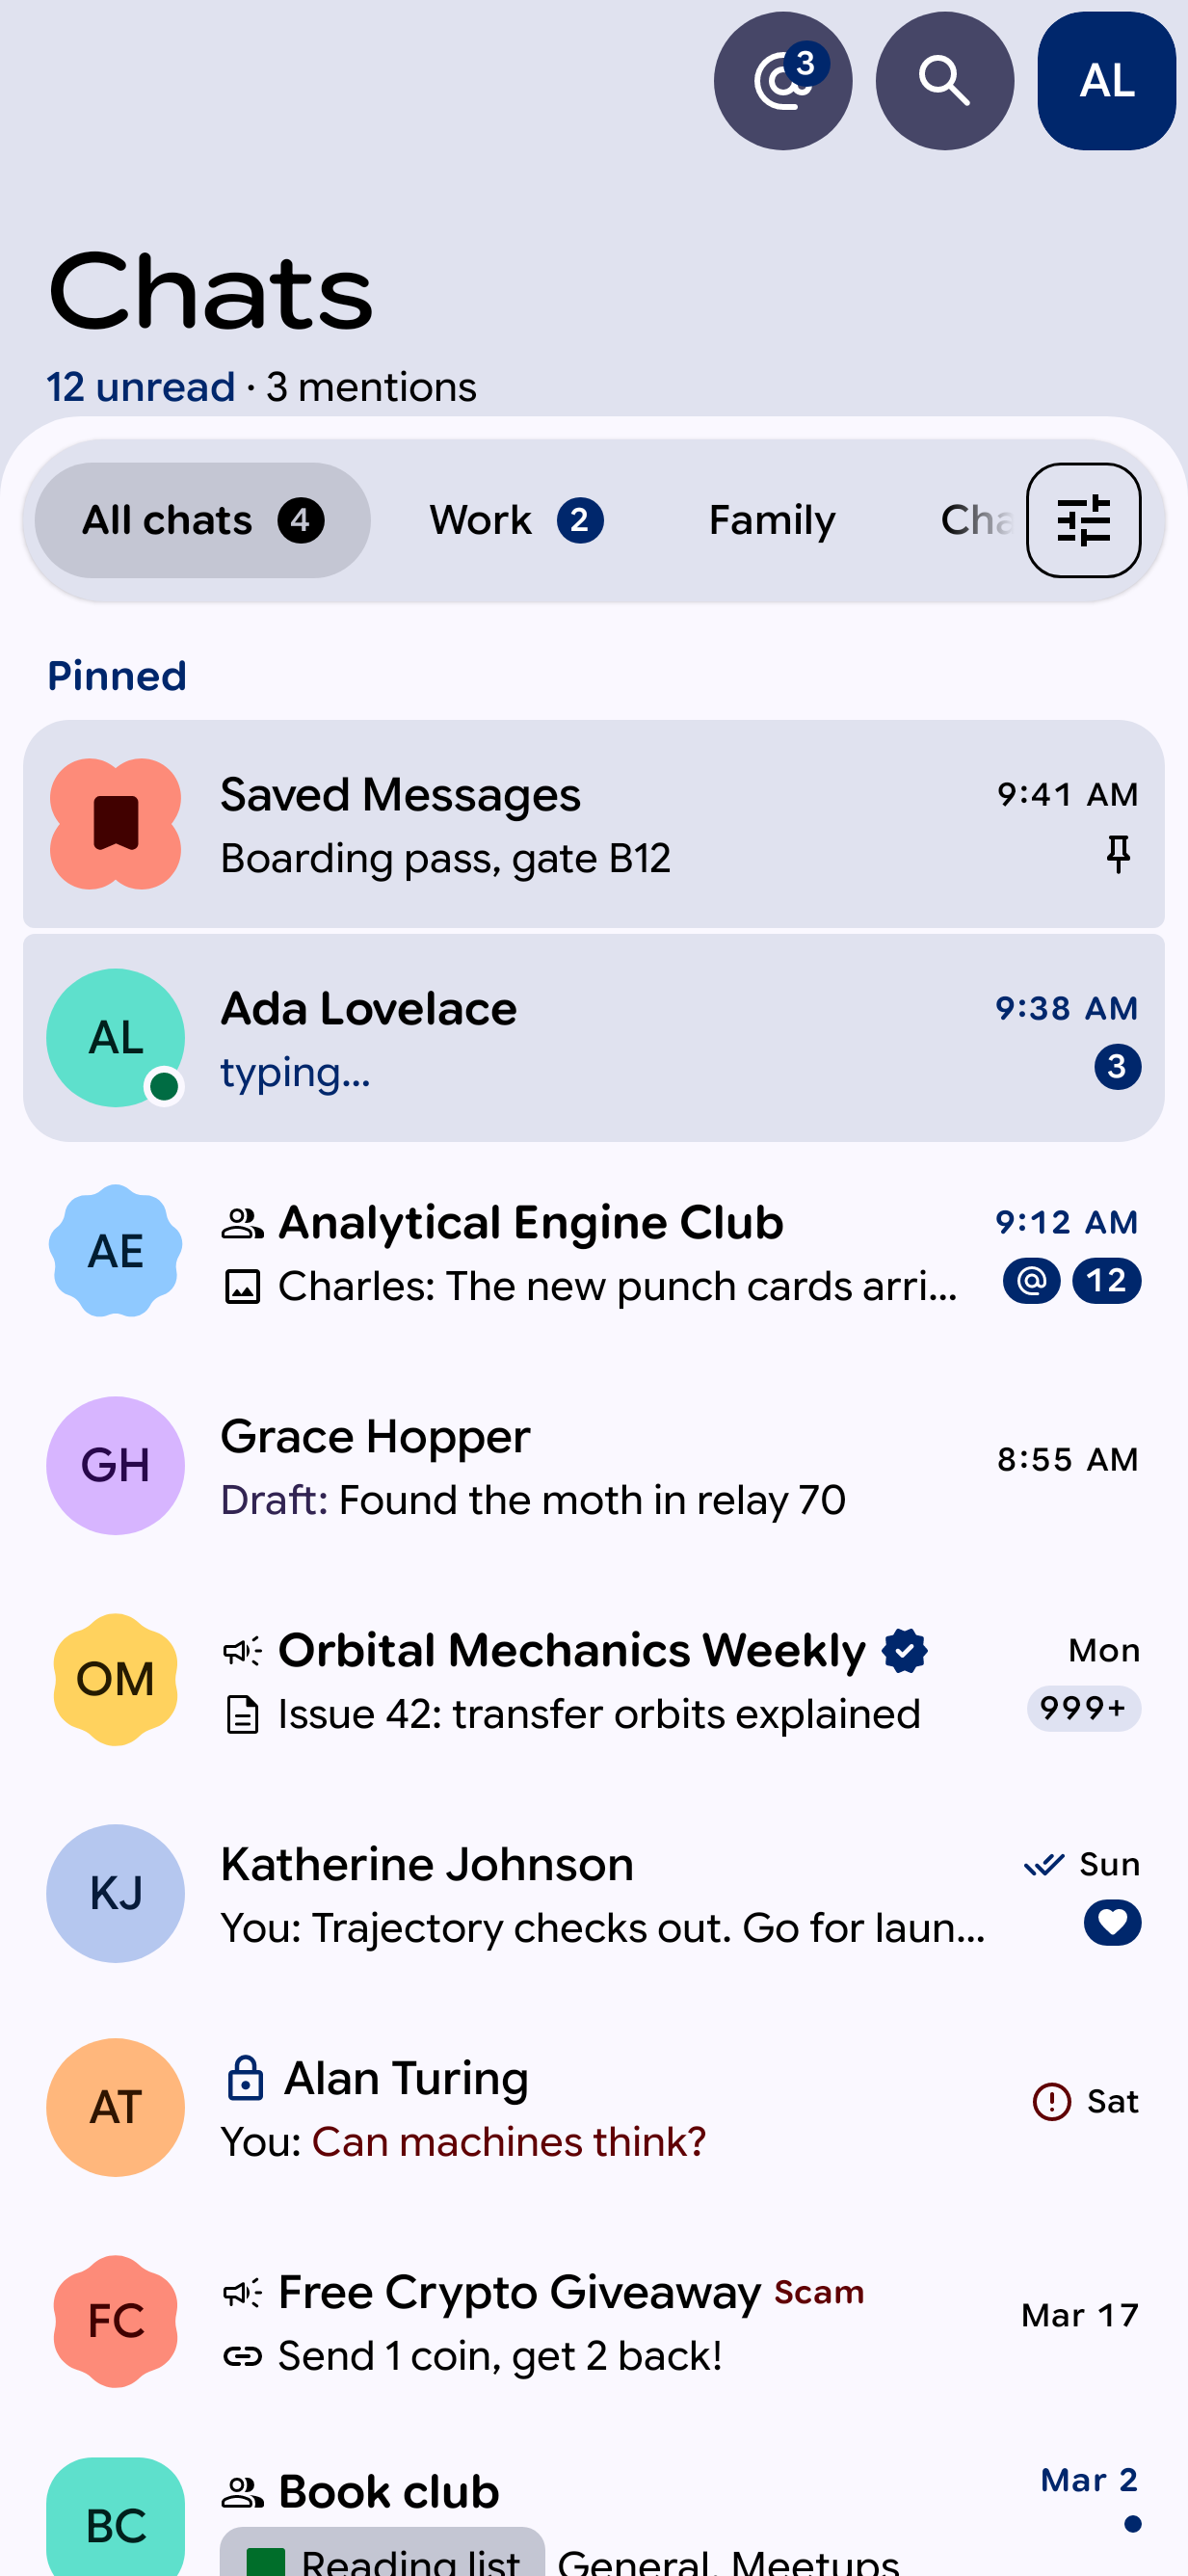 3
AL
Chats
12 unread · 3 mentions
All chats 4 Work 2 Family Cha
Pinned
Saved Messages 9:41 AM
Boarding pass, gate B12
AL Ada Lovelace 9:38 AM
typing... 3
AE Analytical Engine Club 9:12 AM
Charles: The new punch cards arri... @ 12
GH Grace Hopper 8:55 AM
Draft: Found the moth in relay 70
OM Orbital Mechanics Weekly Mon
Issue 42: transfer orbits explained 999+
KJ Katherine Johnson Sun
You: Trajectory checks out. Go for laun...
AT Alan Turing Sat
You: Can machines think?
FC Free Crypto Giveaway Scam Mar 17
Send 1 coin, get 2 back!
BC Book club Mar 2
Reading list General, Meetups